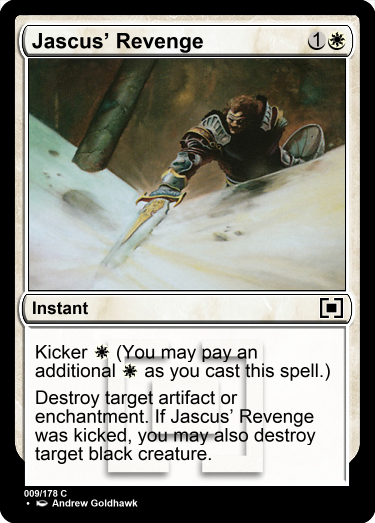 Jascus’ Revenge 1
Instant
Kicker (You may pay an
additional as you cast this spell.)
Destroy target artifact or
enchantment. If Jascus’ Revenge
was kicked, you may also destroy
target black creature.
009/178 C
• Andrew Goldhawk